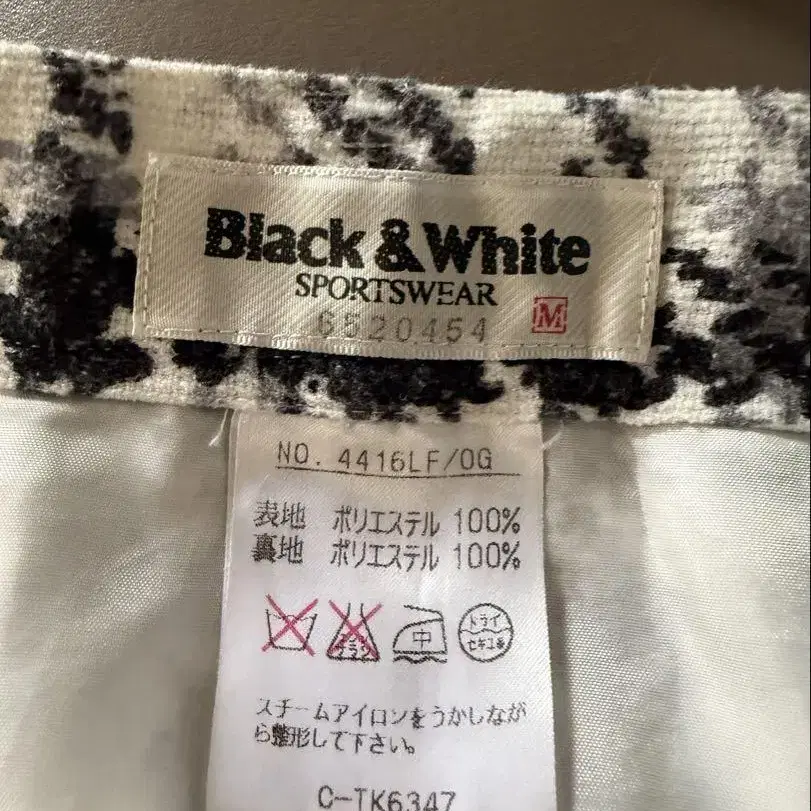 Black & White
SPORTSWEAR
6520454 M
NO. 4416LF/OG
表地 ポリエステル 100%
裏地 ポリエステル 100%
中 ドライ
セキユ系
スチームアイロンをうかしなが
ら整形して下さい。
C-TK6347